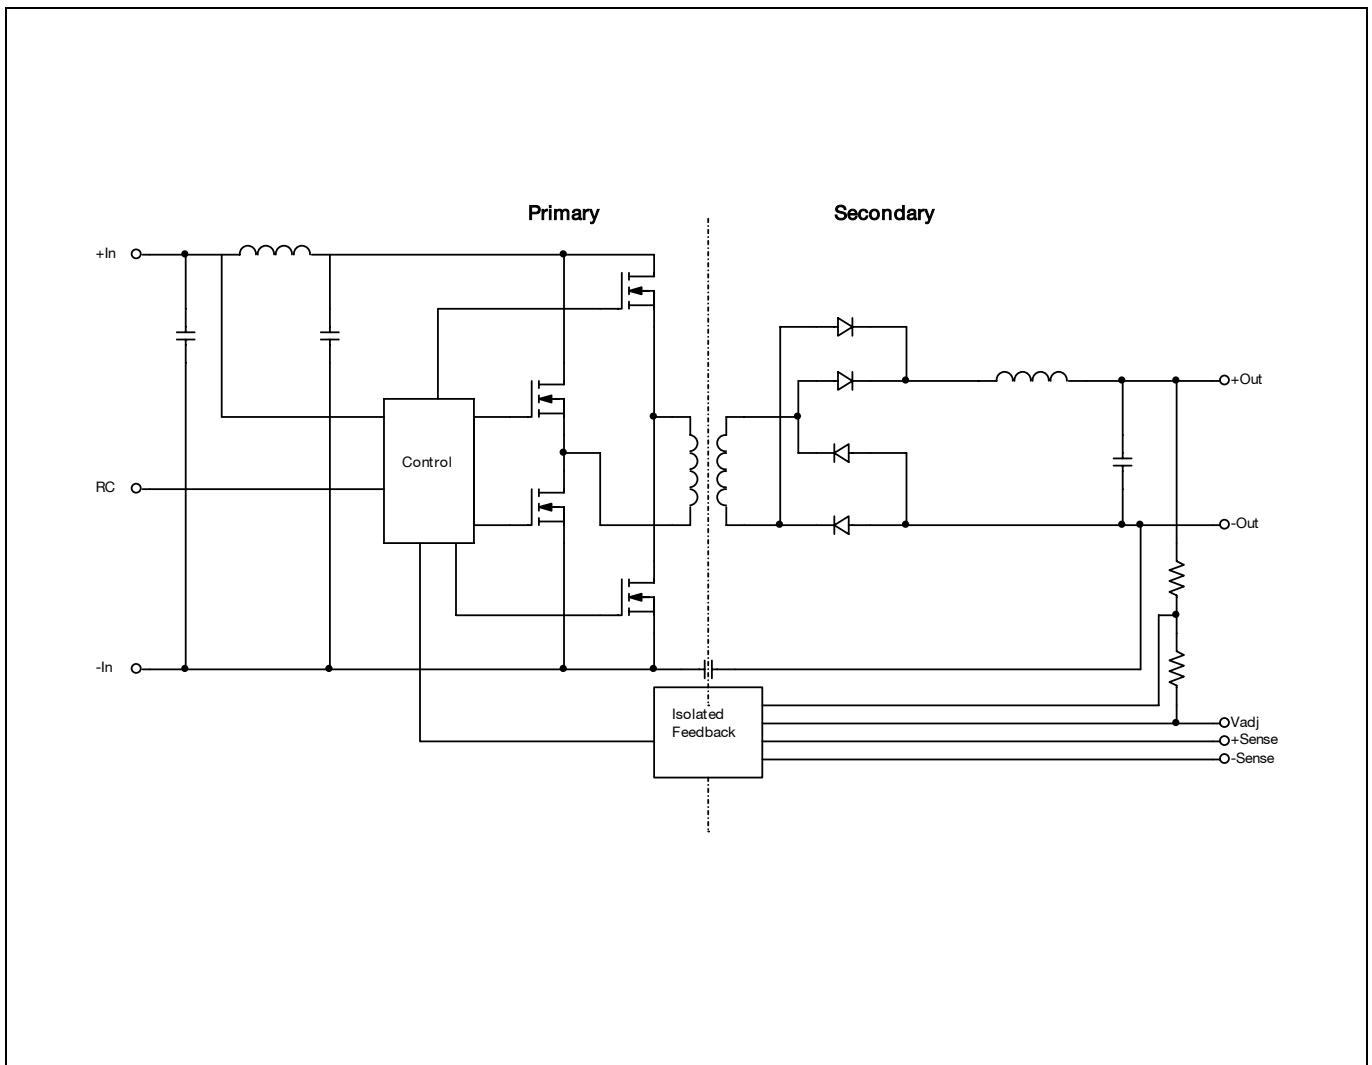 Primary
Secondary
+In
+Out
Control
RC
-Out
-In
Isolated
Feedback
Vadj
+Sense
-Sense